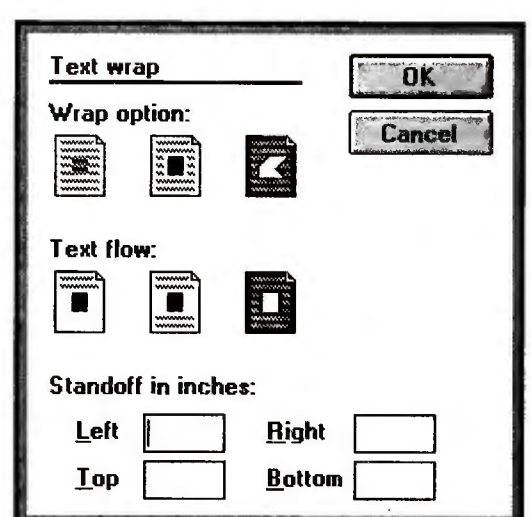 Text wrap
OK
Wrap option:
Cancel
Text flow:
Standoff in inches:
Left Right
Top Bottom